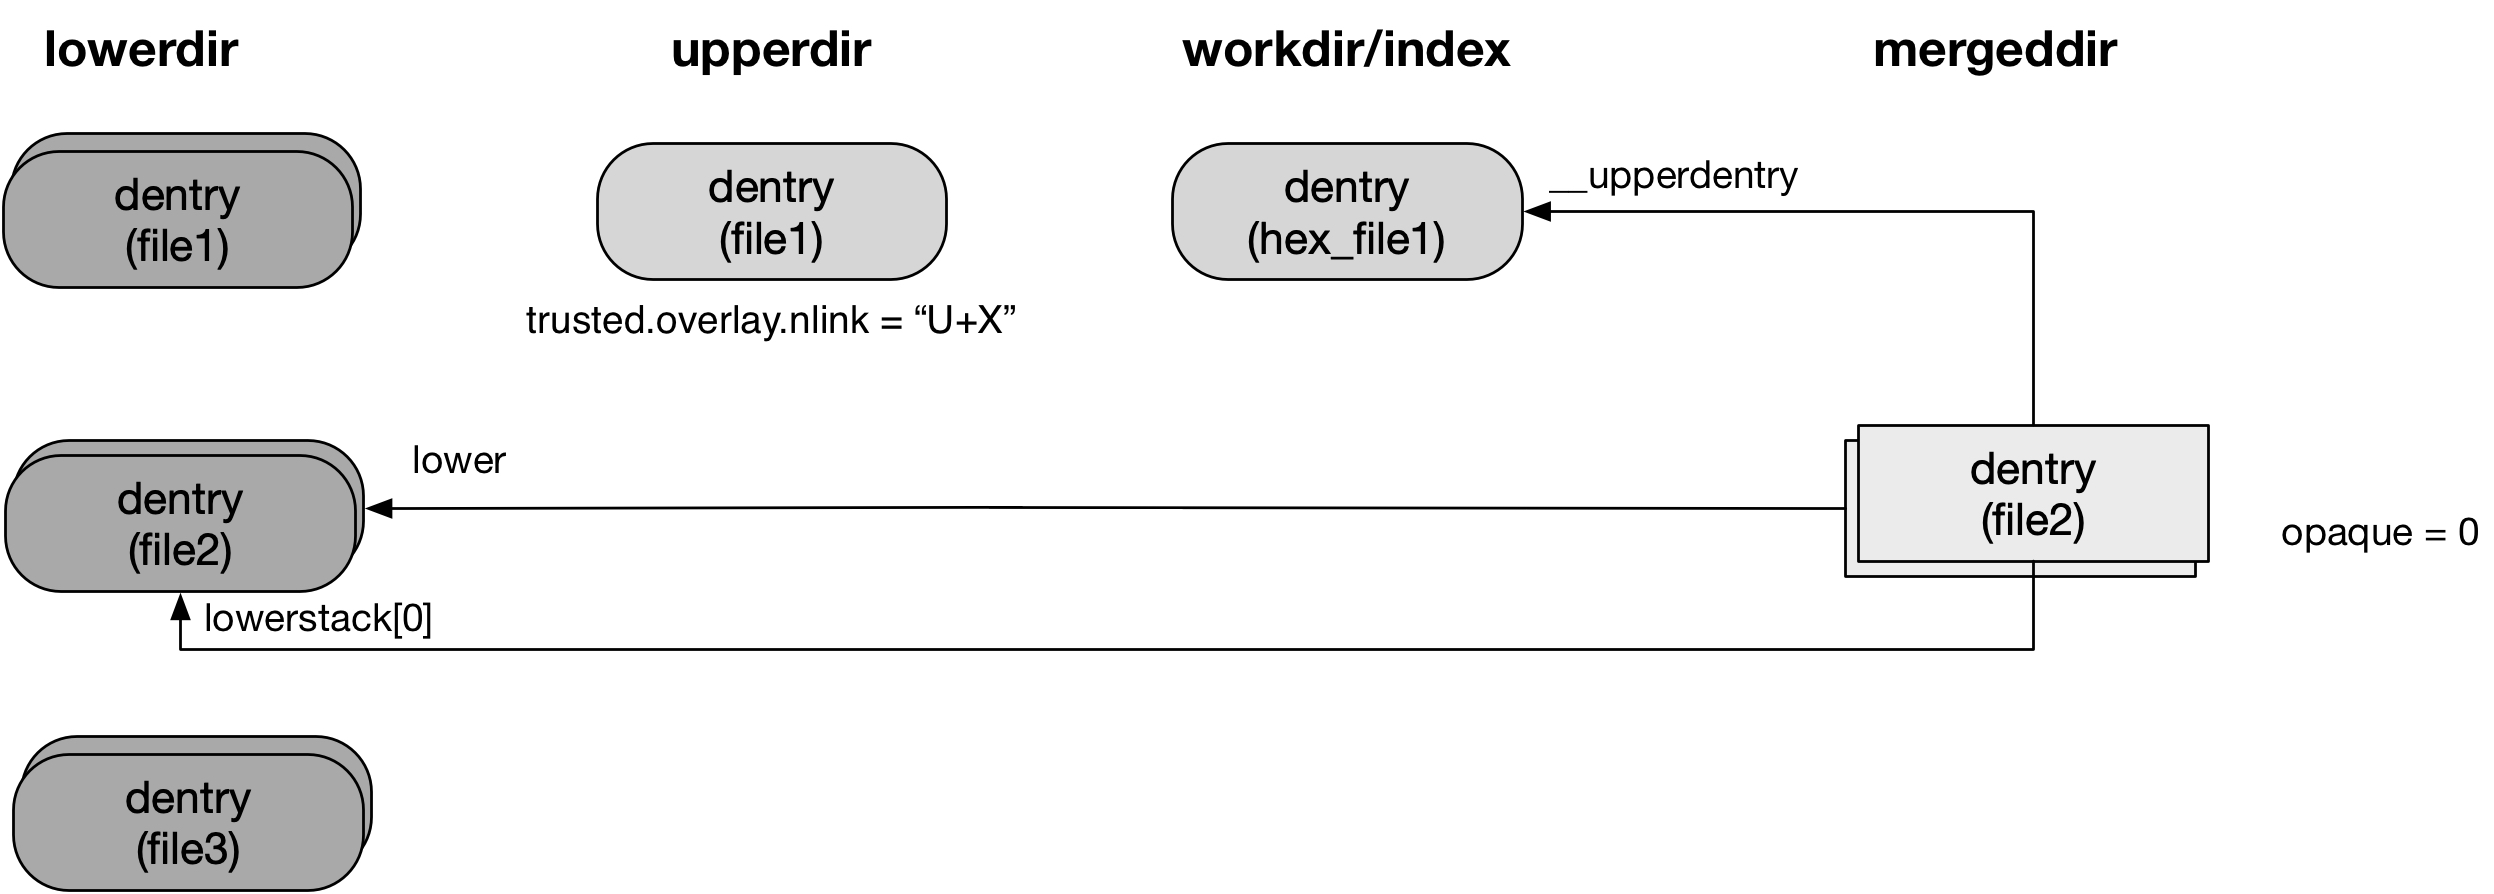 lowerdir
upperdir
workdir/index
mergeddir
dentry
(file1)
dentry
(file1)
dentry
(hex_file1)
__upperdentry
trusted.overlay.nlink = “U+X”
lower
dentry
(file2)
dentry
(file2)
opaque = 0
lowerstack[0]
dentry
(file3)